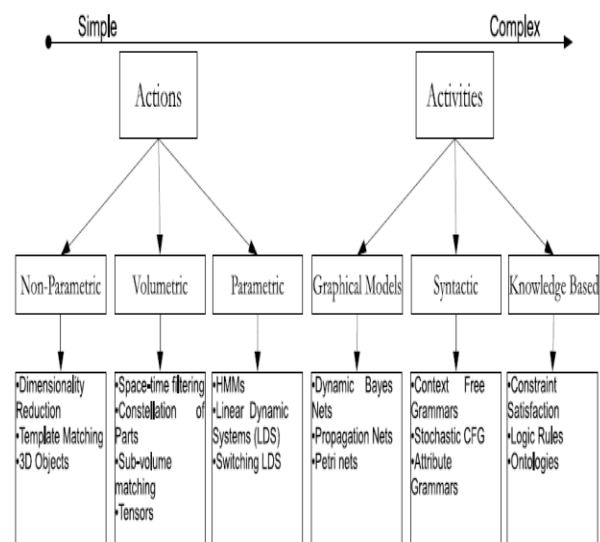 Simple
Complex
Actions
Activities
Non-Parametric
Volumetric
Parametric
Graphical Models
Syntactic
Knowledge Based
•Dimensionality
Reduction
•Template Matching
•3D Objects
•Space-time filtering
•Constellation of
Parts
•Sub-volume
matching
•Tensors
•HMMs
•Linear Dynamic
Systems (LDS)
•Switching LDS
•Dynamic Bayes
Nets
•Propagation Nets
•Petri nets
•Context Free
Grammars
•Stochastic CFG
•Attribute
Grammars
•Constraint
Satisfaction
•Logic Rules
•Ontologies